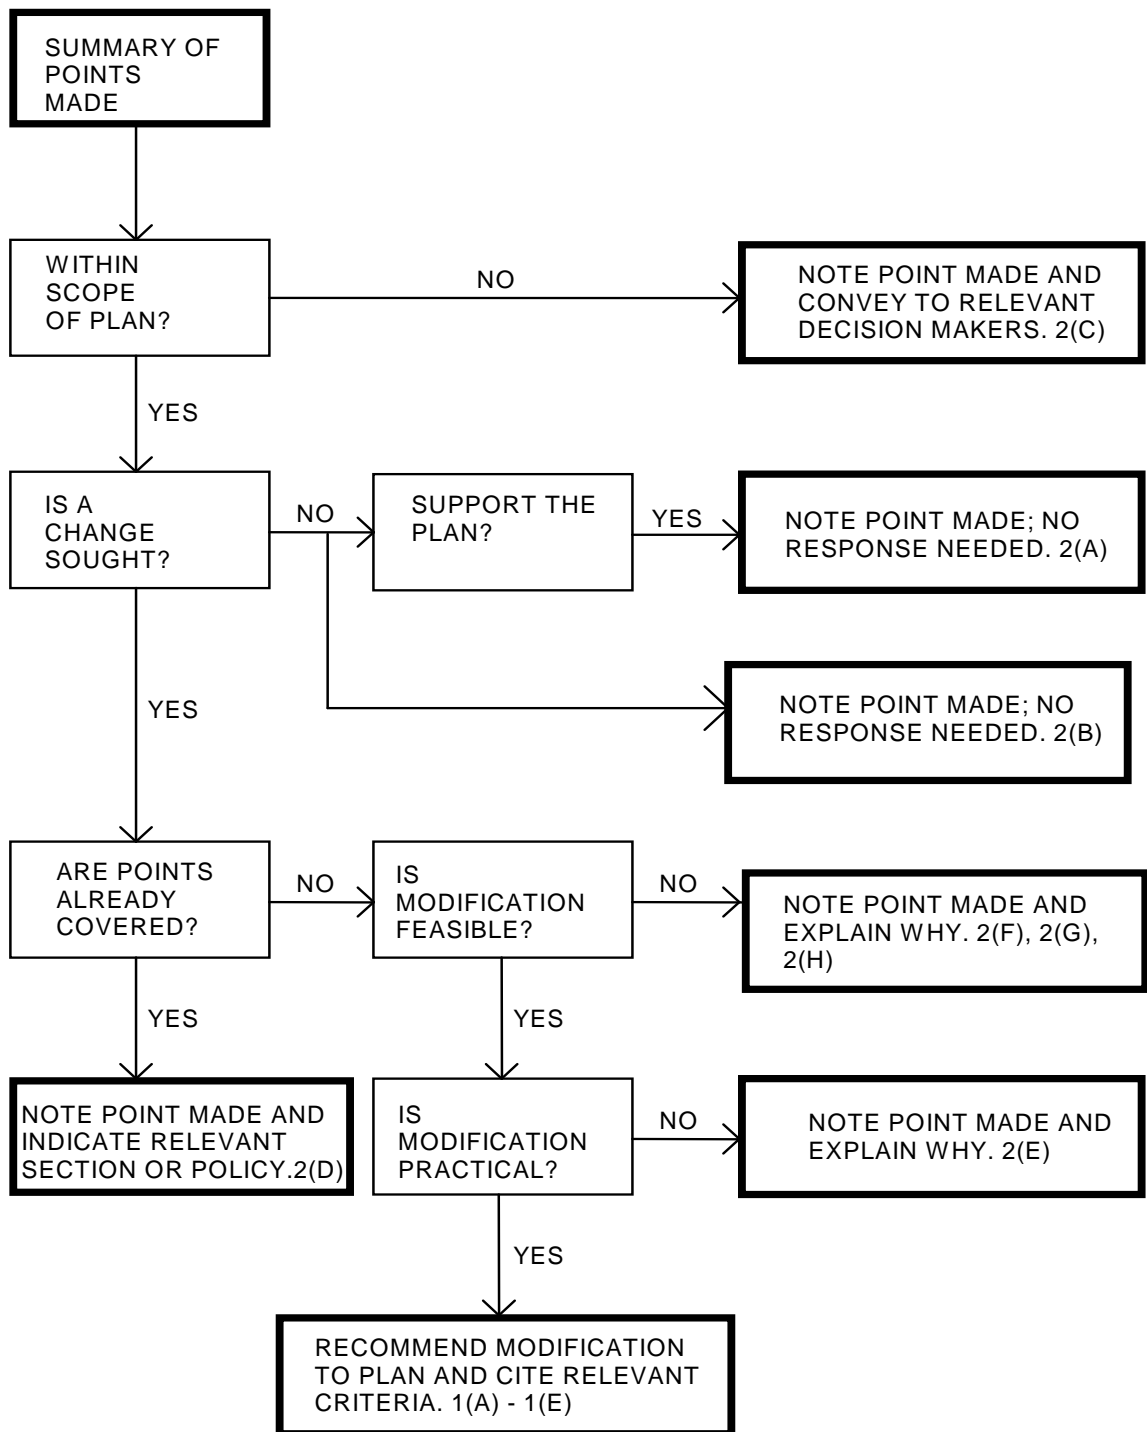 SUMMARY OF
POINTS
MADE
WITHIN
SCOPE
OF PLAN?
NO
NOTE POINT MADE AND
CONVEY TO RELEVANT
DECISION MAKERS. 2(C)
YES
IS A
CHANGE
SOUGHT?
NO
SUPPORT THE
PLAN?
YES
NOTE POINT MADE; NO
RESPONSE NEEDED. 2(A)
YES
NOTE POINT MADE; NO
RESPONSE NEEDED. 2(B)
ARE POINTS
ALREADY
COVERED?
NO
IS
MODIFICATION
FEASIBLE?
NO
NOTE POINT MADE AND
EXPLAIN WHY. 2(F), 2(G),
2(H)
YES
YES
NOTE POINT MADE AND
INDICATE RELEVANT
SECTION OR POLICY.2(D)
IS
MODIFICATION
PRACTICAL?
NO
NOTE POINT MADE AND
EXPLAIN WHY. 2(E)
YES
RECOMMEND MODIFICATION
TO PLAN AND CITE RELEVANT
CRITERIA. 1(A) - 1(E)